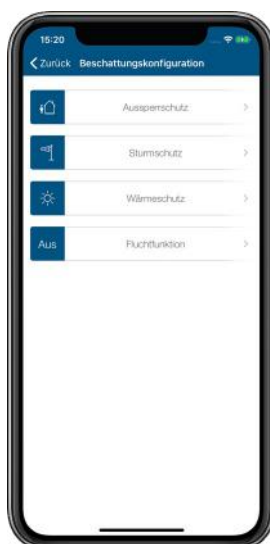 15:20
Zurück Beschattungskonfiguration
Aussperrschutz
Sturmschutz
Wärmeschutz
Aus Fluchtfunktion